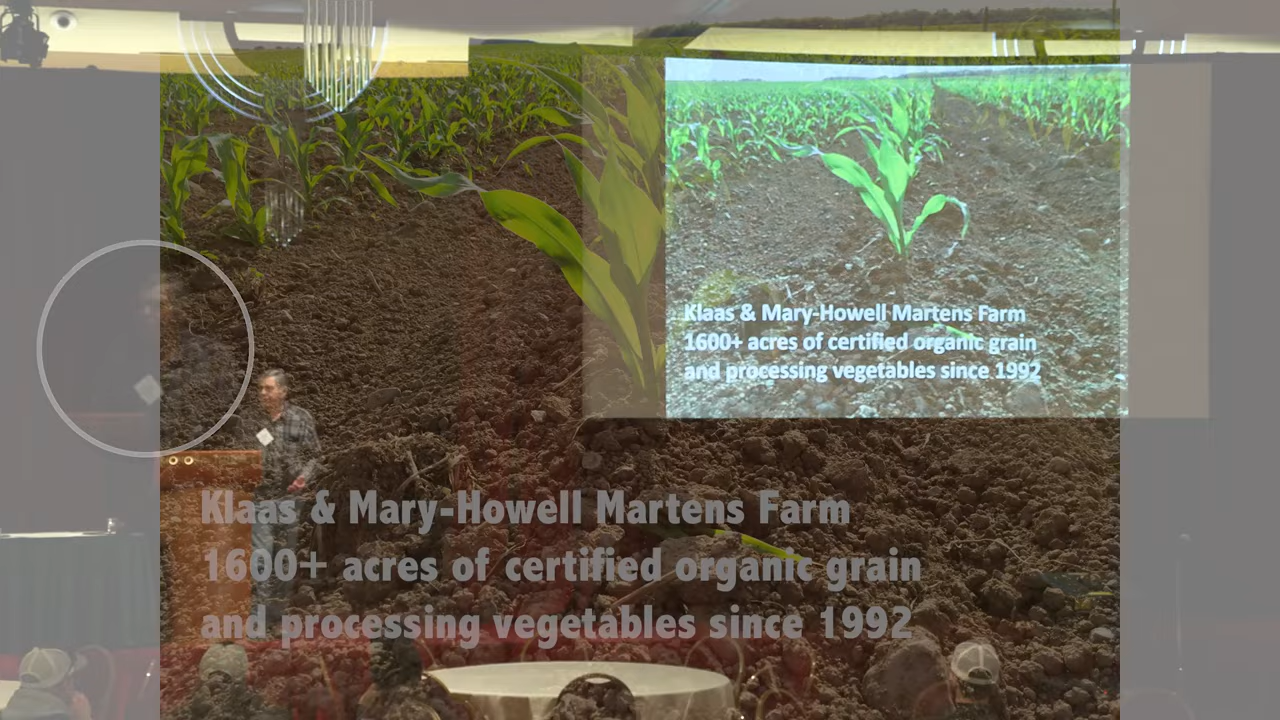 Klaas & Mary-Howell Martens Farm
1600+ acres of certified organic grain
and processing vegetables since 1992
Klaas & Mary-Howell Martens Farm
1600+ acres of certified organic grain
and processing vegetables since 1992